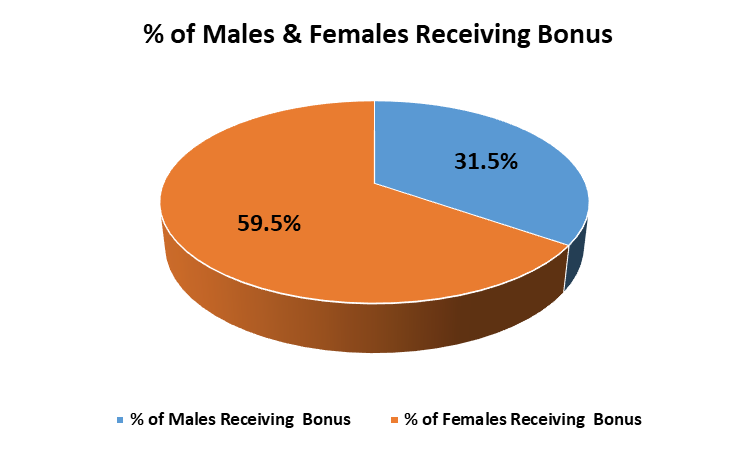 % of Males & Females Receiving Bonus
31.5%
59.5%
% of Males Receiving  Bonus
% of Females Receiving  Bonus